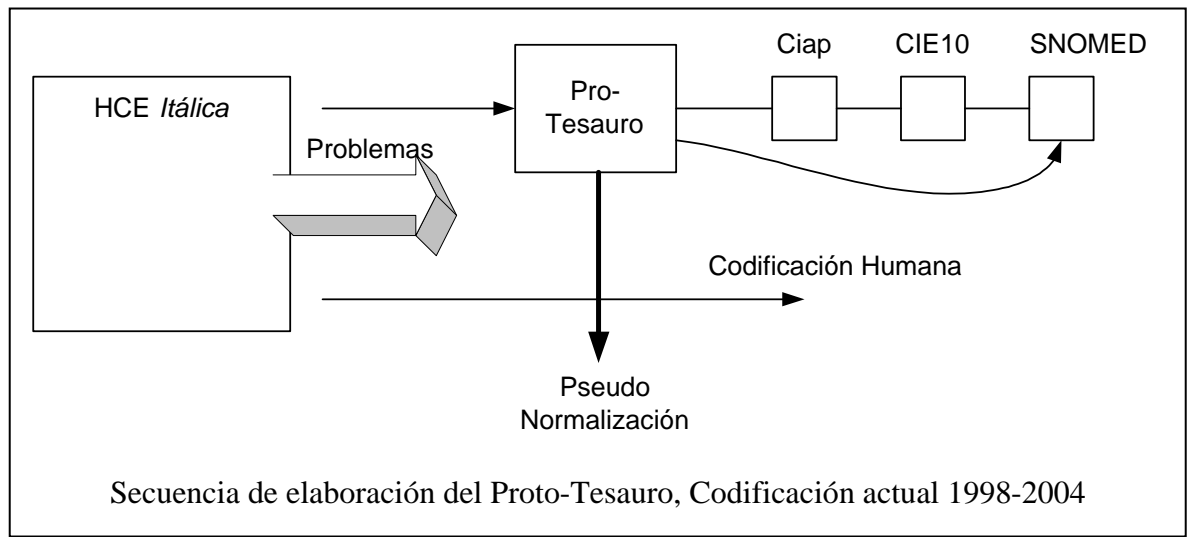 Ciap
CIE10
SNOMED
HCE Itálica
Pro-
Tesauro
Problemas
Codificación Humana
Pseudo
Normalización
Secuencia de elaboración del Proto-Tesauro, Codificación actual 1998-2004